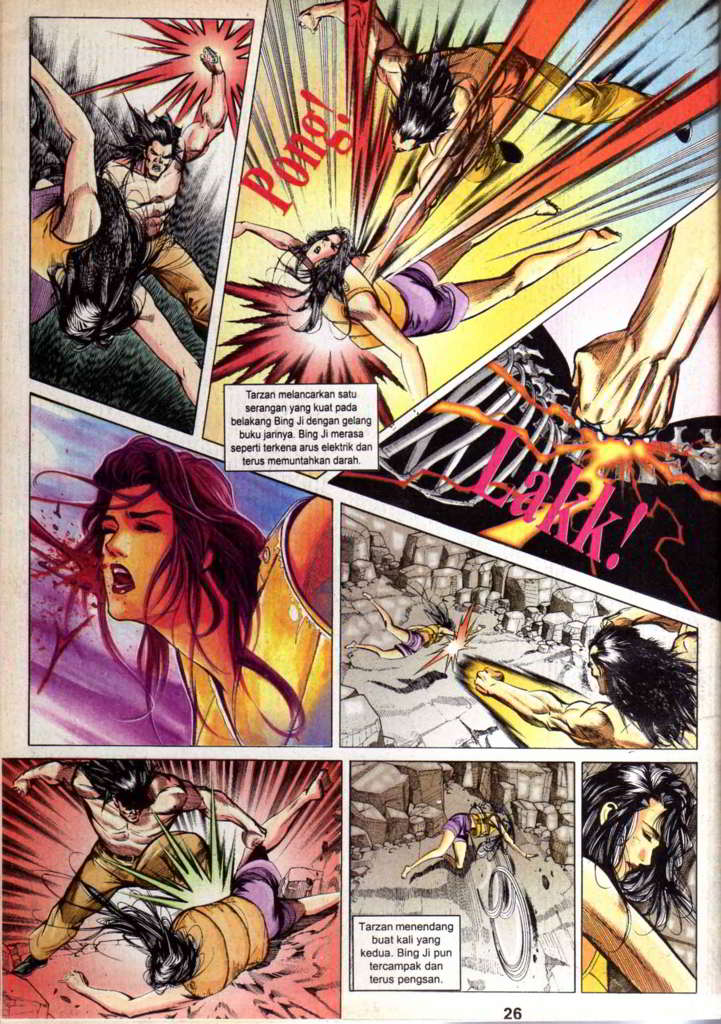 Pong!
Tarzan melancarkan satu
serangan yang kuat pada
belakang Bing Ji dengan gelang
buku jarinya. Bing Ji merasa
seperti terkena arus elektrik dan
terus memuntahkan darah.
Lakk!
Tarzan menendang
buat kali yang
kedua. Bing Ji pun
tercampak dan
terus pengsan.
26